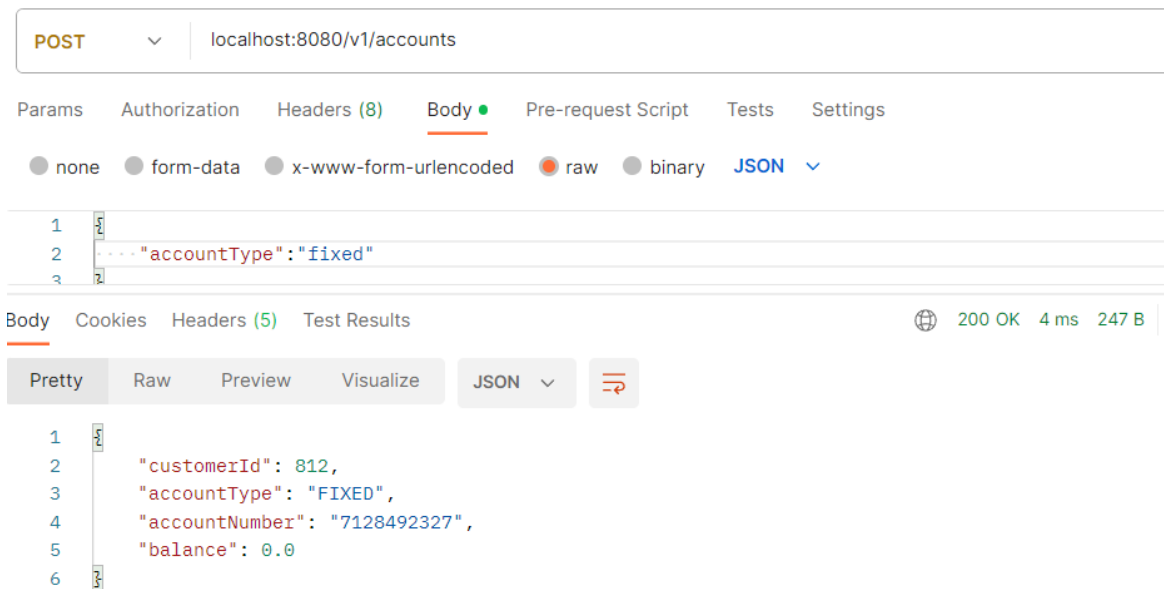 POST localhost:8080/v1/accounts
Params Authorization Headers (8) Body Pre-request Script Tests Settings
none form-data x-www-form-urlencoded raw binary JSON
1 {
2 "accountType":"fixed"
3 }
Body Cookies Headers (5) Test Results 200 OK 4 ms 247 B
Pretty Raw Preview Visualize JSON
1 {
2 "customerId": 812,
3 "accountType": "FIXED",
4 "accountNumber": "7128492327",
5 "balance": 0.0
6 }